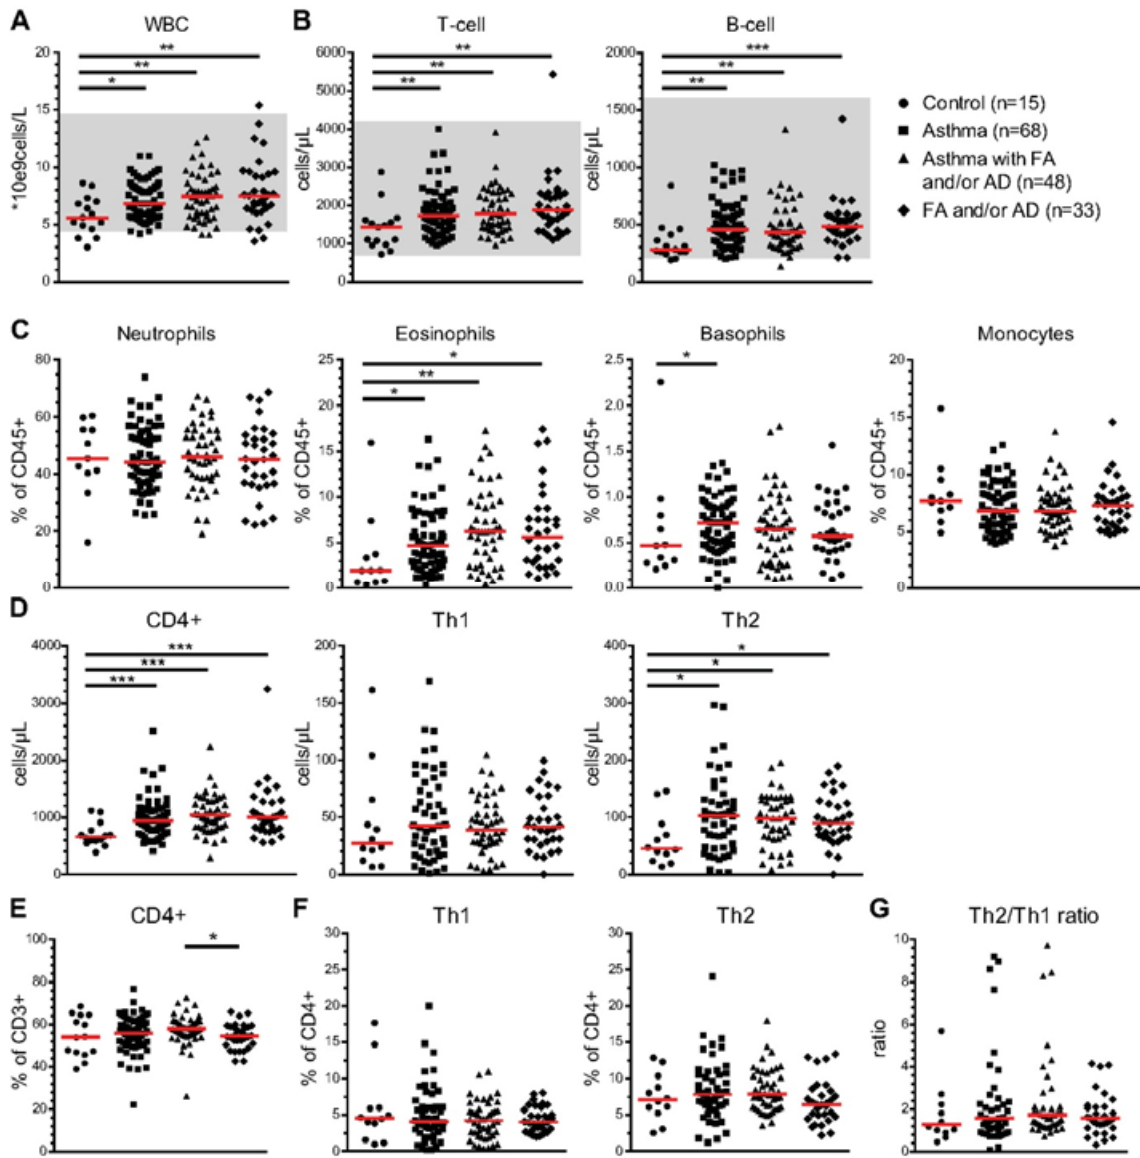 A
WBC
*10e9cells/L
20
15
10
5
0
**
**
*
B
T-cell
cells/µL
6000
5000
4000
3000
2000
1000
0
**
**
**
B-cell
cells/µL
2000
1500
1000
500
0
***
**
**
Control (n=15)
Asthma (n=68)
Asthma with FA
and/or AD (n=48)
FA and/or AD (n=33)
C
Neutrophils
% of CD45+
80
60
40
20
0
Eosinophils
% of CD45+
25
20
15
10
5
0
*
**
*
Basophils
% of CD45+
2.5
2.0
1.5
1.0
0.5
0.0
*
Monocytes
% of CD45+
20
15
10
5
0
D
CD4+
cells/µL
4000
3000
2000
1000
0
***
***
***
Th1
cells/µL
200
150
100
50
0
Th2
cells/µL
400
300
200
100
0
*
*
*
E
CD4+
% of CD3+
100
80
60
40
20
0
*
F
Th1
% of CD4+
30
25
20
15
10
5
0
Th2
% of CD4+
30
25
20
15
10
5
0
G
Th2/Th1 ratio
ratio
10
8
6
4
2
0